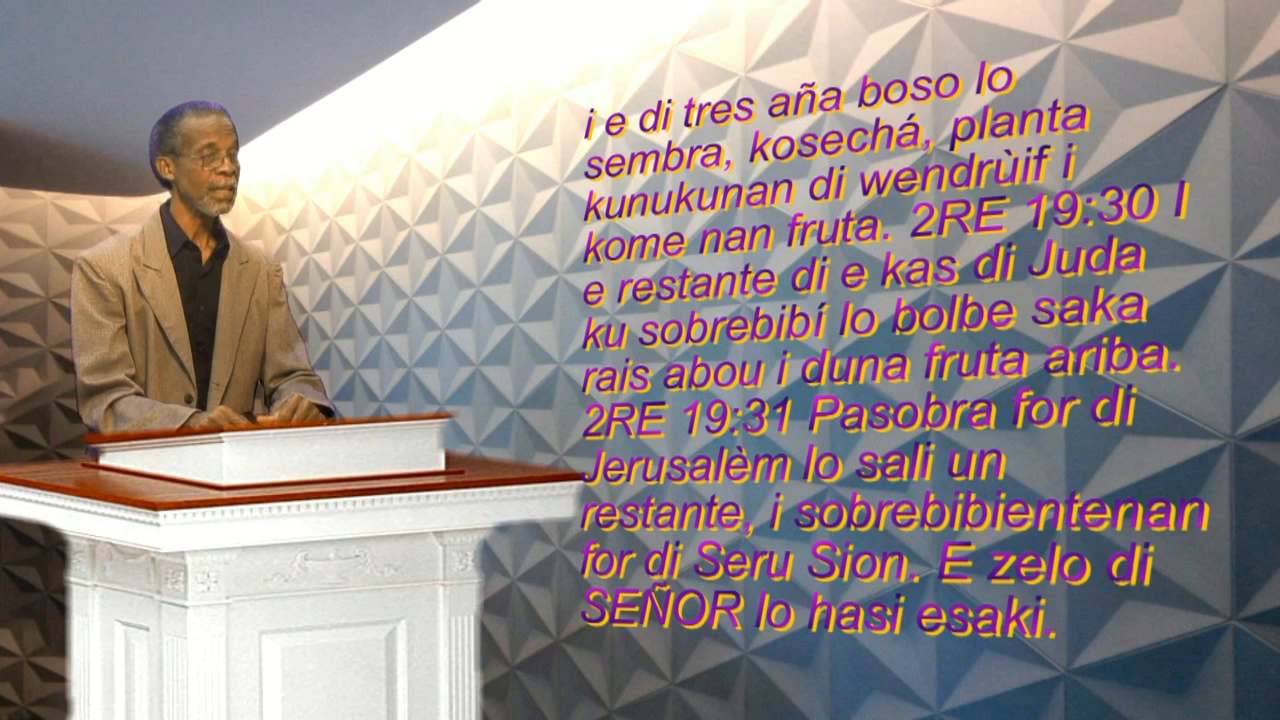 i e di tres aña boso lo
sembra, kosechá, planta
kunukunan di wendrùif i
kome nan fruta. 2RE 19:30 I
e restante di e kas di Juda
ku sobrebibí lo bolbe saka
rais abou i duna fruta ariba.
2RE 19:31 Pasobra for di
Jerusalèm lo sali un
restante, i sobrebibientenan
for di Seru Sion. E zelo di
SEÑOR lo hasi esaki.